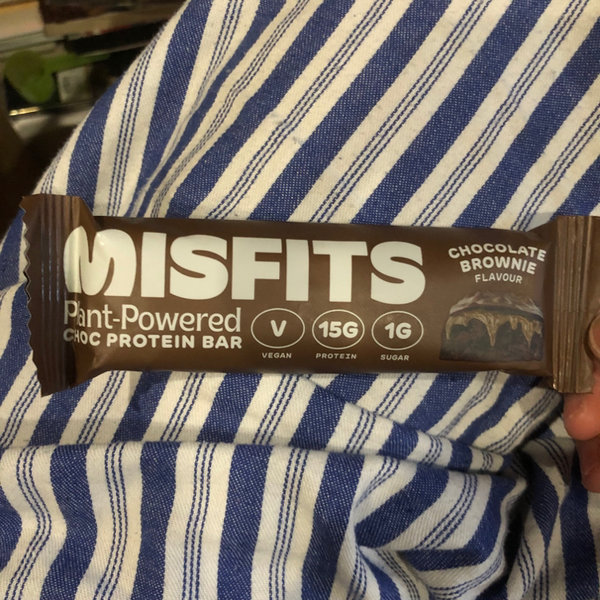 MISFITS
Plant-Powered
CHOC PROTEIN BAR
V
VEGAN
15G
PROTEIN
1G
SUGAR
CHOCOLATE
BROWNIE
FLAVOUR